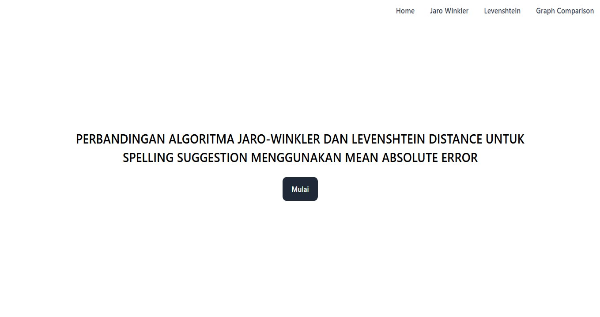 Home Jaro Winkler Levenshtein Graph Comparison
PERBANDINGAN ALGORITMA JARO-WINKLER DAN LEVENSHTEIN DISTANCE UNTUK
SPELLING SUGGESTION MENGGUNAKAN MEAN ABSOLUTE ERROR
Mulai